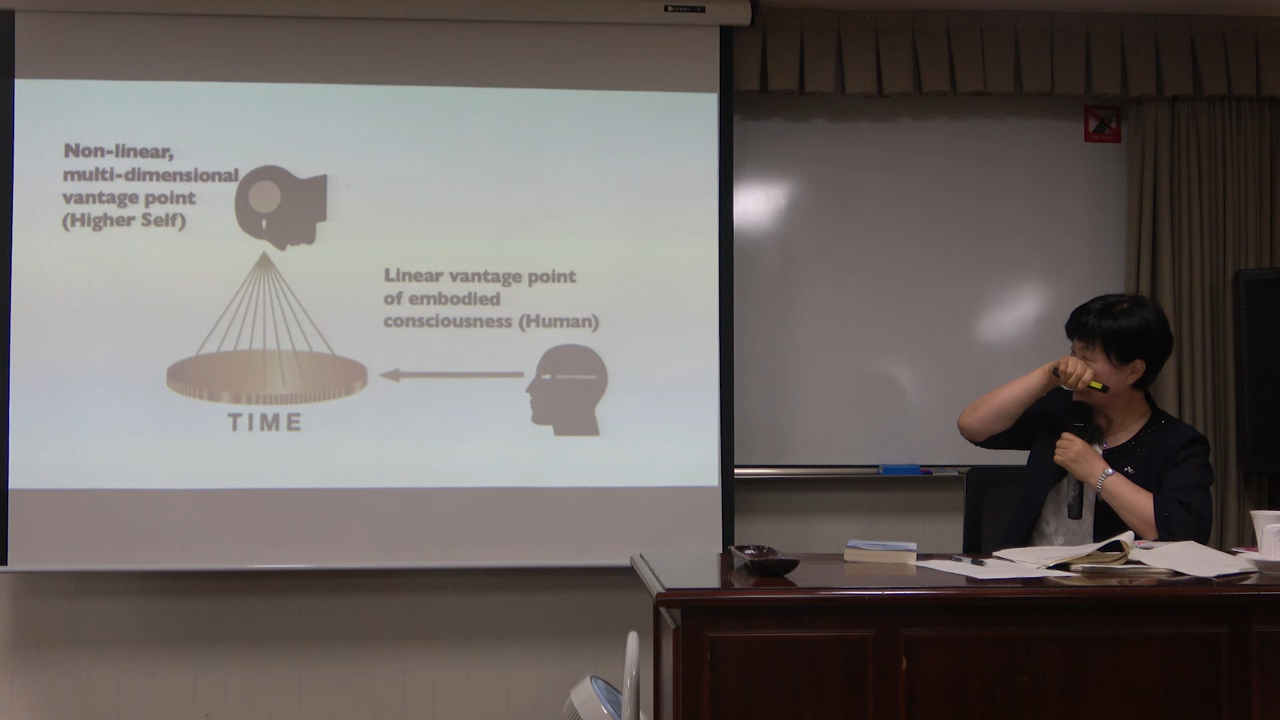 Non-linear,
multi-dimensional
vantage point
(Higher Self)
Linear vantage point
of embodied
consciousness (Human)
TIME